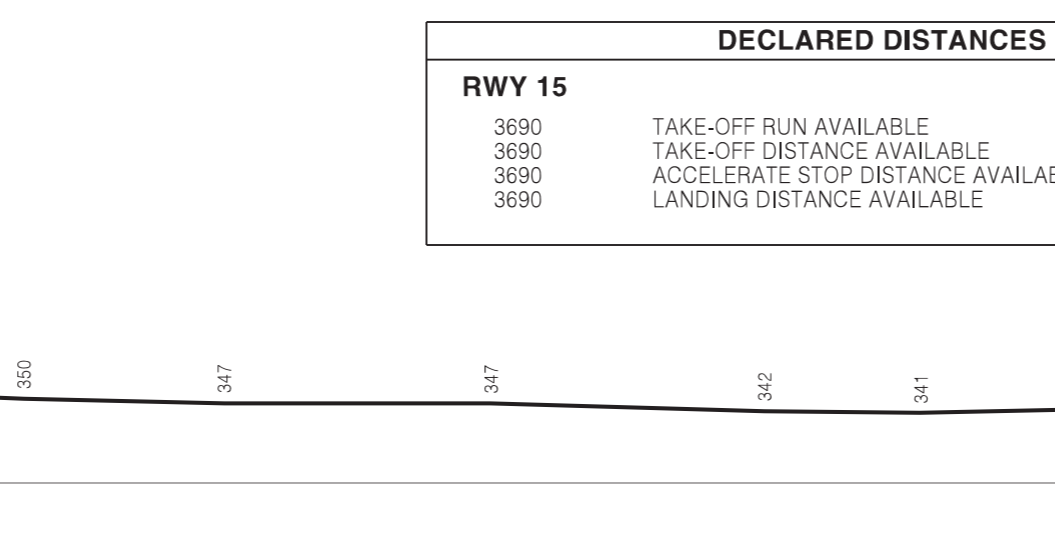 DECLARED DISTANCES
RWY 15
3690 TAKE-OFF RUN AVAILABLE
3690 TAKE-OFF DISTANCE AVAILABLE
3690 ACCELERATE STOP DISTANCE
3690 LANDING DISTANCE AVAILABLE
350 347 347 342 341